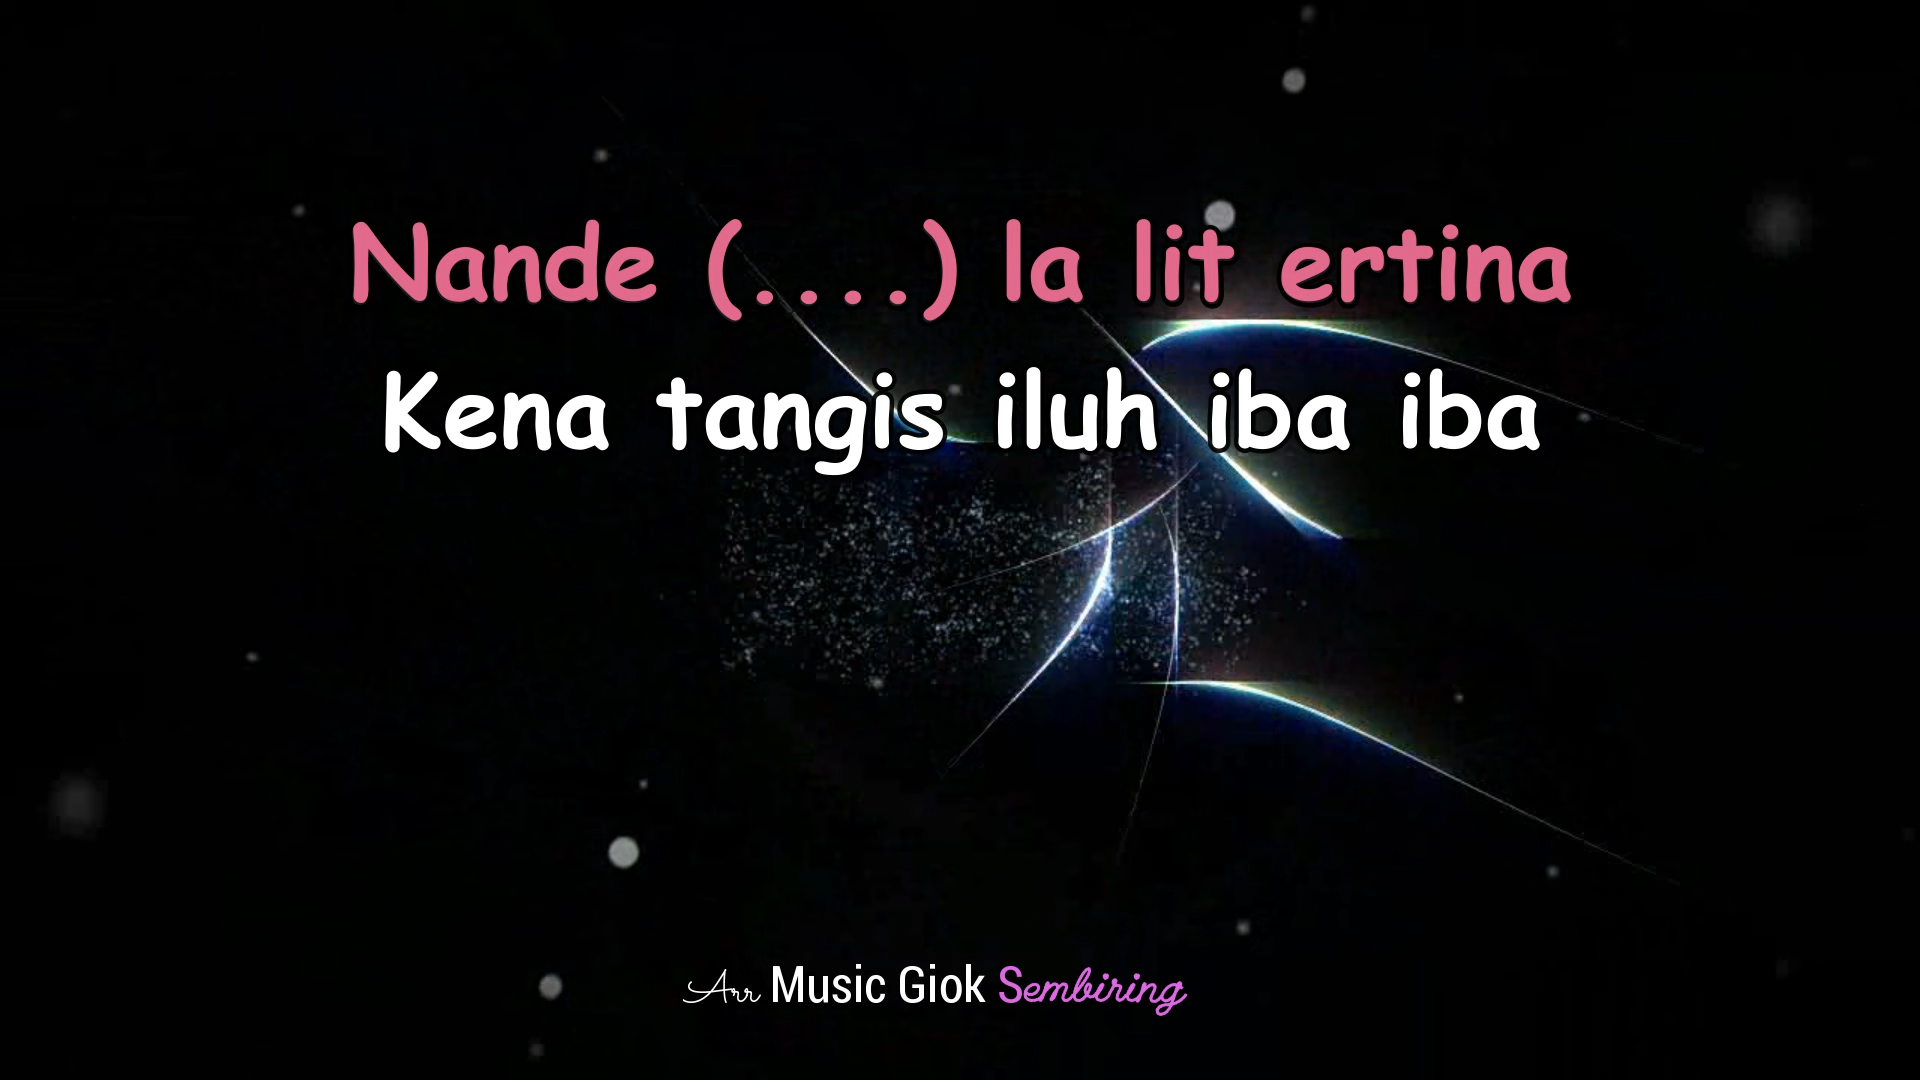 Nande (....) la lit ertina
Kena tangis iluh iba iba
Arr Music Giok Sembiring